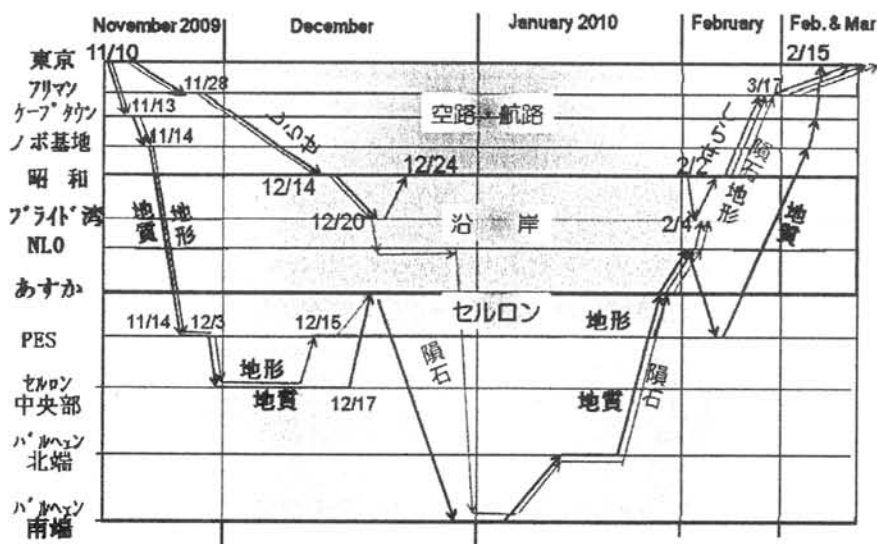 November 2009 December January 2010 February Feb. & Mar
東京 11/10 2/15
フリマン 11/28 3/17
ケープタウン 11/13 空路・航路
ノボ基地 11/14 しらせ しらせ 隕石
昭和 12/14 12/24 2/2 地形
ブライド湾 地質 地形 12/20 沿岸 2/4 地質
NLO
あすか セルロン
PES 11/14 12/3 12/15 地形
セルロン 地形 隕石 隕石
中央部 地質 12/17 地質
バルヘェン
北端
バルヘェン
南端